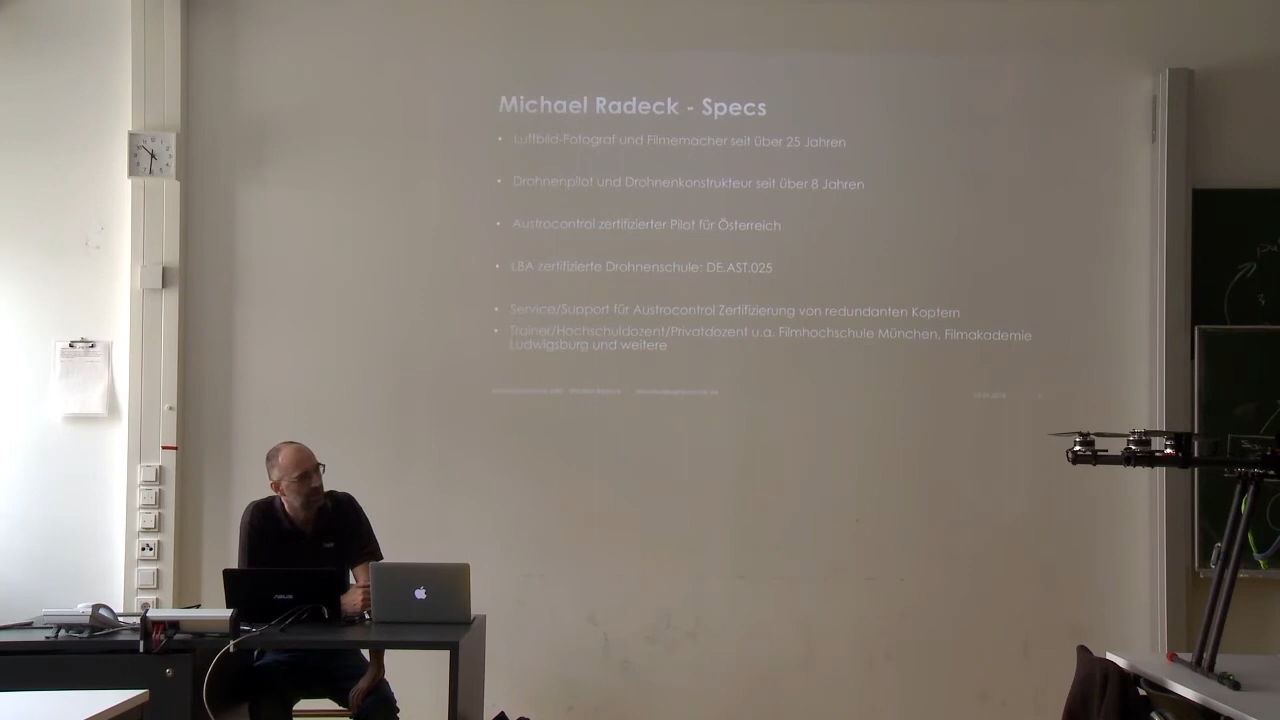 Michael Radeck - Specs
• Luftbild-Fotograf und Filmemacher seit über 25 Jahren
• Drohnenpilot und Drohnenkonstrukteur seit über 8 Jahren
• Austrocontrol zertifizierter Pilot für Österreich
• LBA zertifizierte Drohnenschule: DE.AST.025
• Service/Support für Austrocontrol Zertifizierung von redundanten Koptern
• Trainer/Hochschuldozent/Privatdozent u.a. Filmhochschule München, Filmakademie
Ludwigsburg und weitere
ASUS